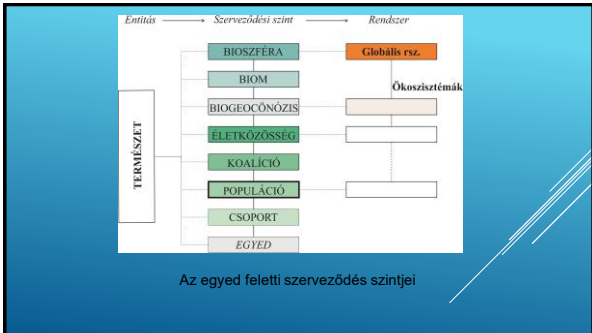 Entitás Szerveződési szint Rendszer
BIOSZFÉRA Globális rsz.
BIOM
Ökoszisztémák
BIOGEOCÖNÓZIS
ÉLETKÖZÖSSÉG
TERMÉSZET
KOALÍCIÓ
POPULÁCIÓ
CSOPORT
EGYED
Az egyed feletti szerveződés szintjei